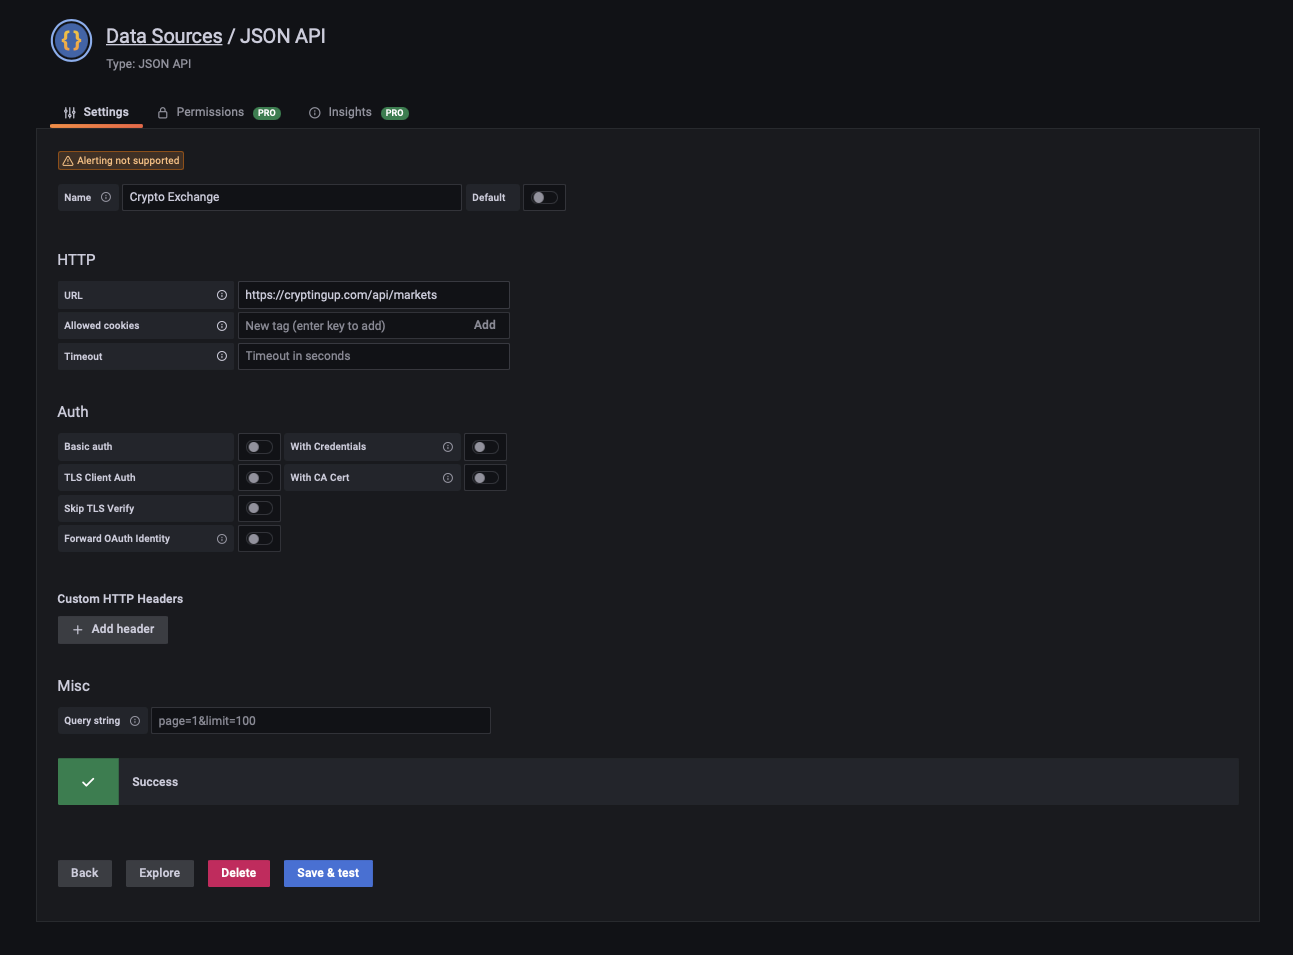 {} Data Sources / JSON API
Type: JSON API
Settings Permissions PRO Insights PRO
Alerting not supported
Name Crypto Exchange Default
HTTP
URL https://cryptingup.com/api/markets
Allowed cookies New tag (enter key to add) Add
Timeout Timeout in seconds
Auth
Basic auth With Credentials
TLS Client Auth With CA Cert
Skip TLS Verify
Forward OAuth Identity
Custom HTTP Headers
+ Add header
Misc
Query string page=1&limit=100
Success
Back Explore Delete Save & test